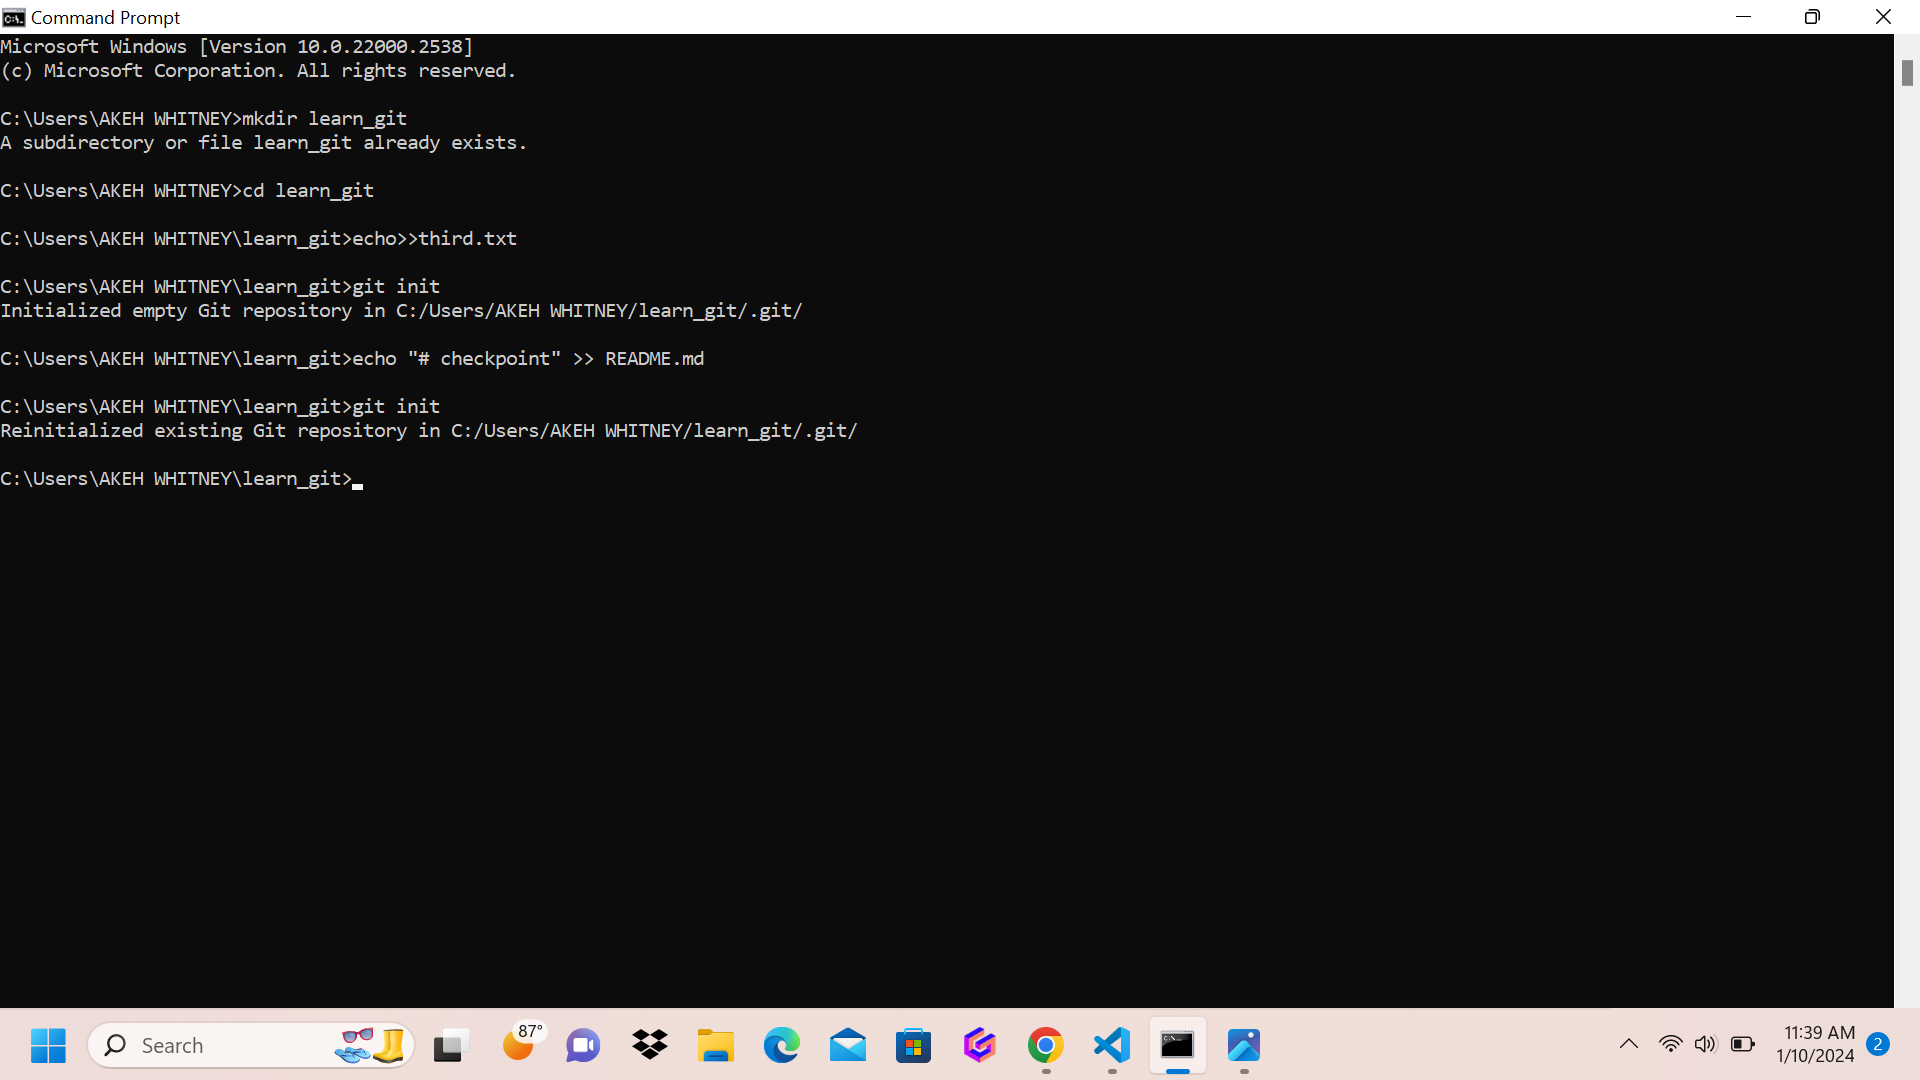 Command Prompt
Microsoft Windows [Version 10.0.22000.2538]
(c) Microsoft Corporation. All rights reserved.
C:\Users\AKEH WHITNEY>mkdir learn_git
A subdirectory or file learn_git already exists.
C:\Users\AKEH WHITNEY>cd learn_git
C:\Users\AKEH WHITNEY\learn_git>echo>>third.txt
C:\Users\AKEH WHITNEY\learn_git>git init
Initialized empty Git repository in C:/Users/AKEH WHITNEY/learn_git/.git/
C:\Users\AKEH WHITNEY\learn_git>echo "# checkpoint" >> README.md
C:\Users\AKEH WHITNEY\learn_git>git init
Reinitialized existing Git repository in C:/Users/AKEH WHITNEY/learn_git/.git/
C:\Users\AKEH WHITNEY\learn_git>
Search
87°
11:39 AM
1/10/2024
2